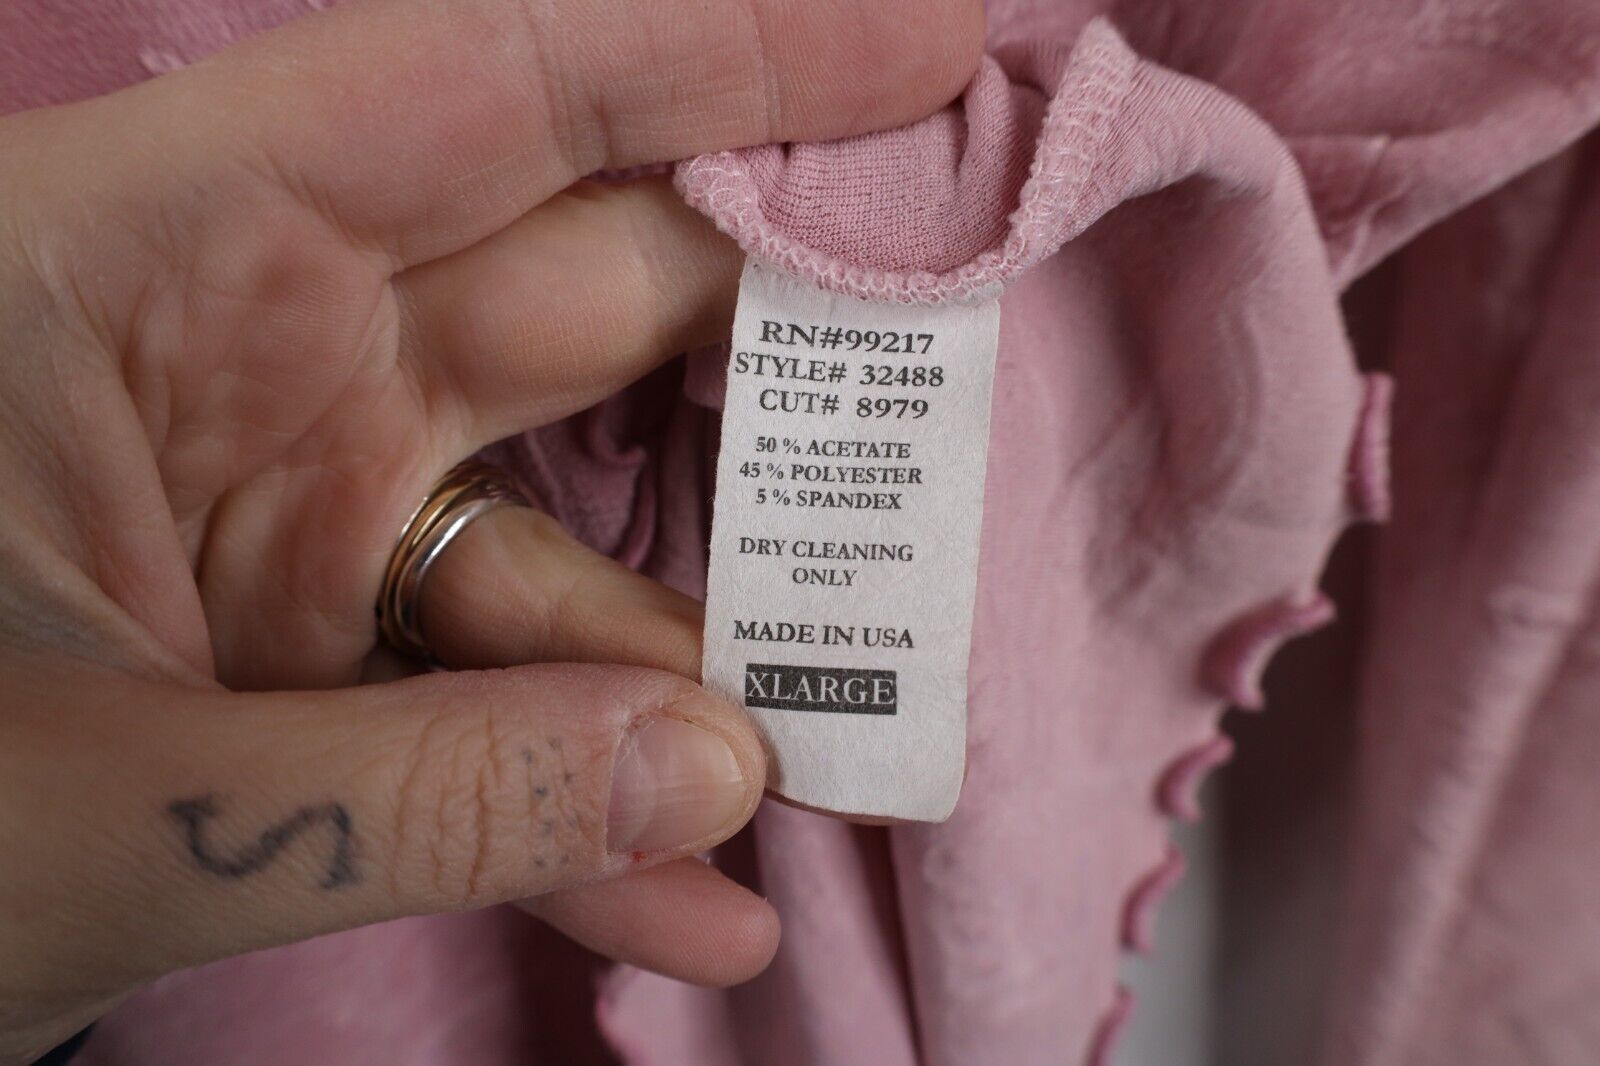 RN#99217
STYLE# 32488
CUT# 8979
50 % ACETATE
45 % POLYESTER
5 % SPANDEX
DRY CLEANING
ONLY
MADE IN USA
XLARGE